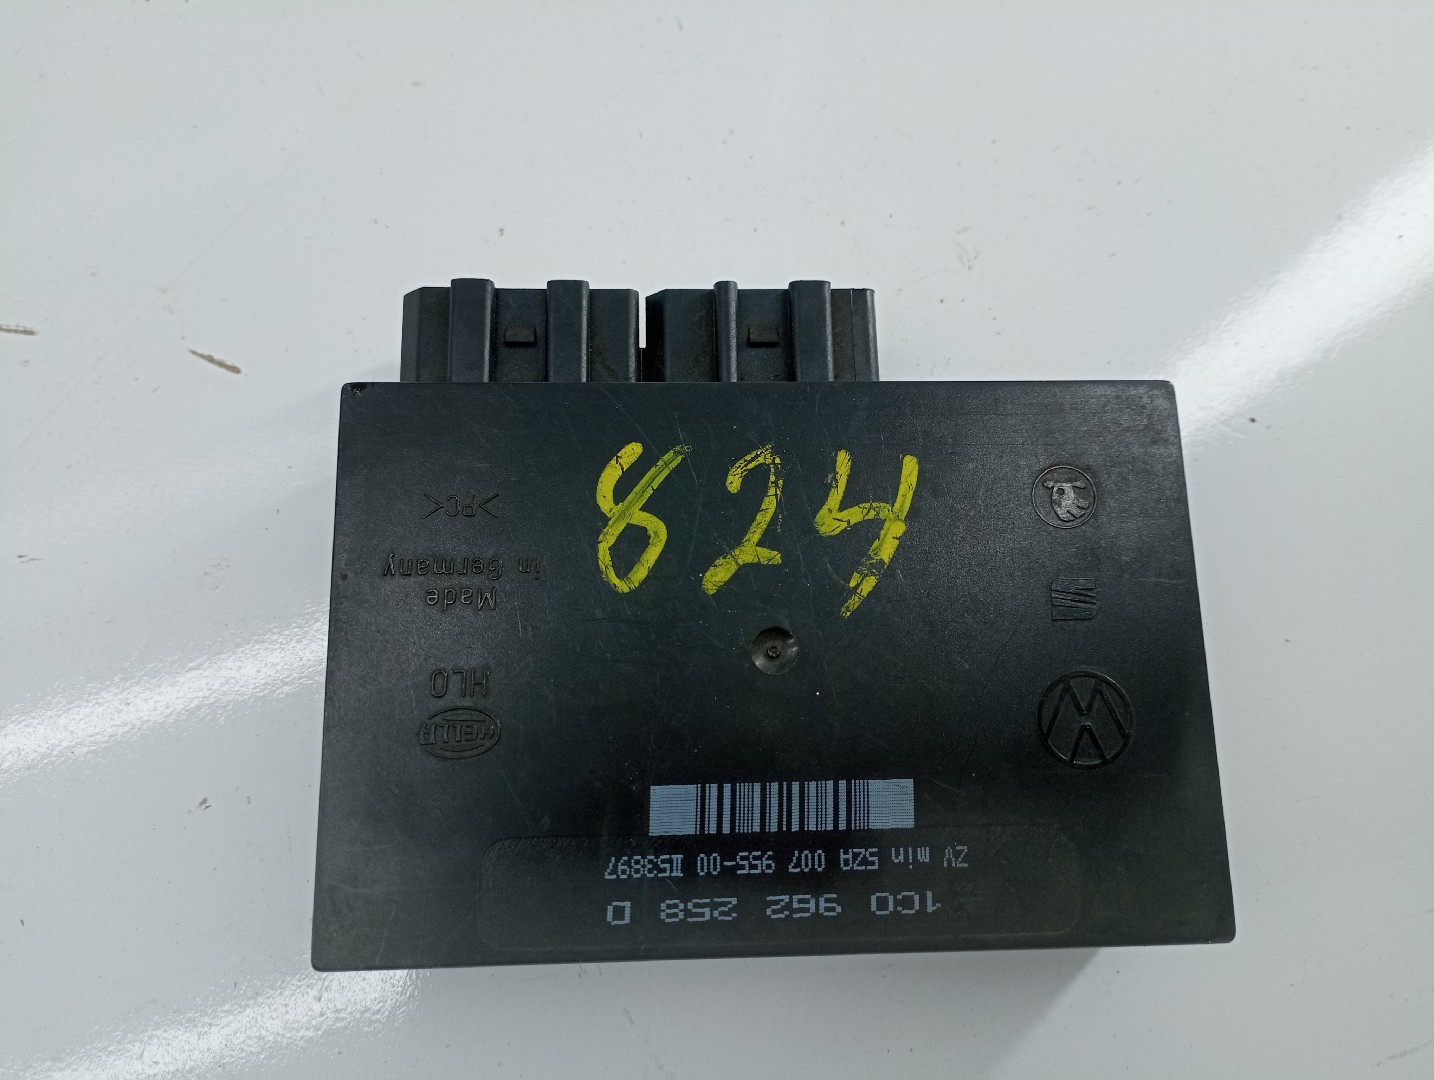 824
1C0 962 258 D
ZV min 5ZA 007 955-00 II53897
HELLA
HLO
Made
in Germany
>PC<